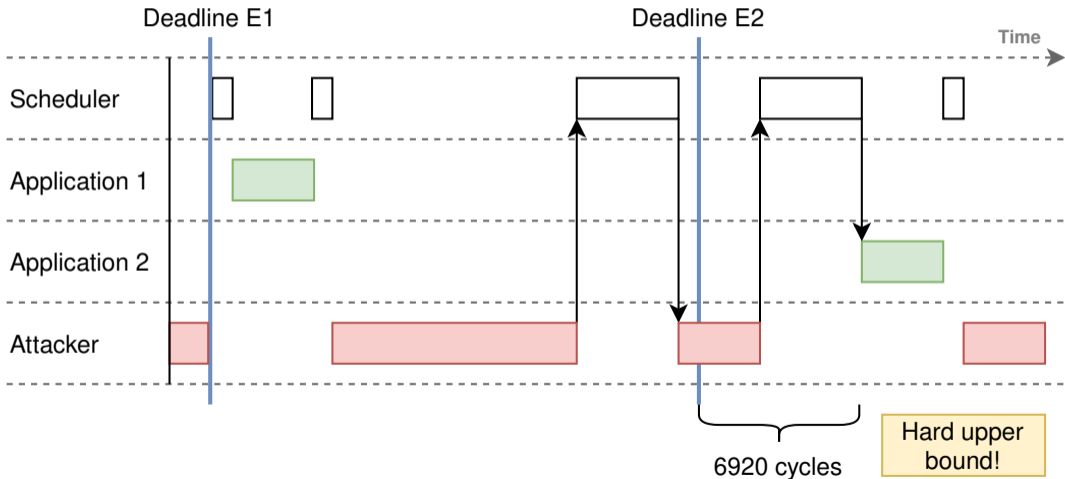 Deadline E1
Deadline E2
Time
Scheduler
Application 1
Application 2
Attacker
6920 cycles
Hard upper
bound!